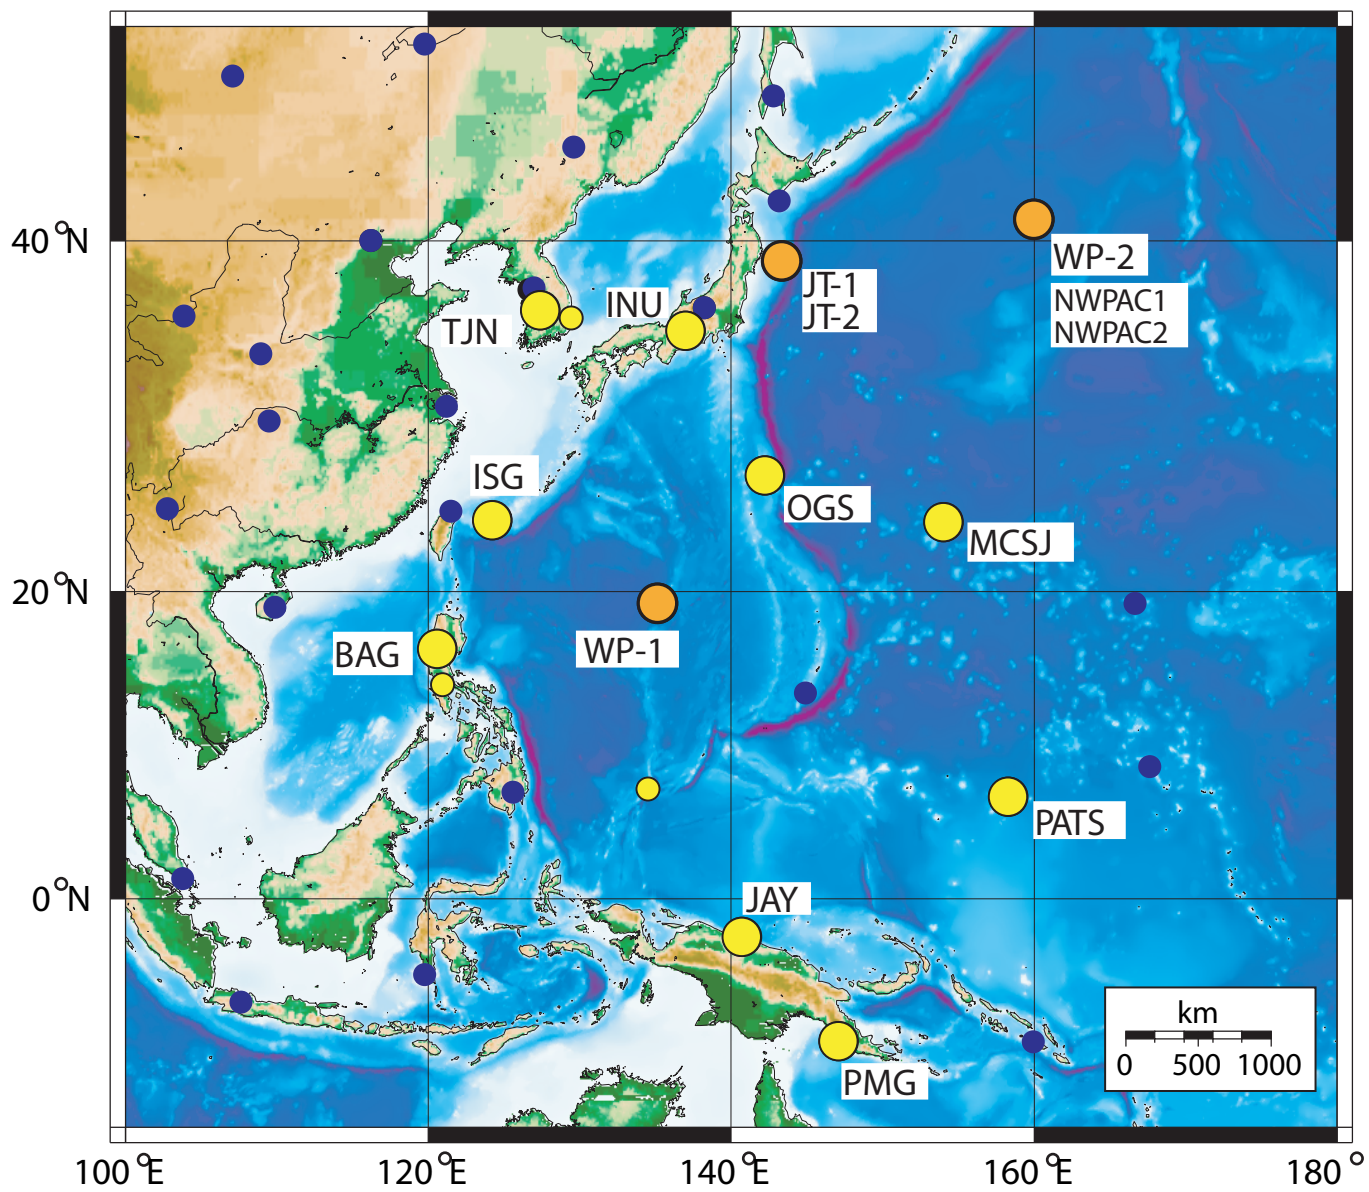 40°N
WP-2
JT-1
JT-2
NWPAC1
NWPAC2
INU
TJN
ISG
OGS
MCSJ
20°N
BAG
WP-1
PATS
JAY
0°N
km
0 500 1000
PMG
100°E 120°E 140°E 160°E 180°